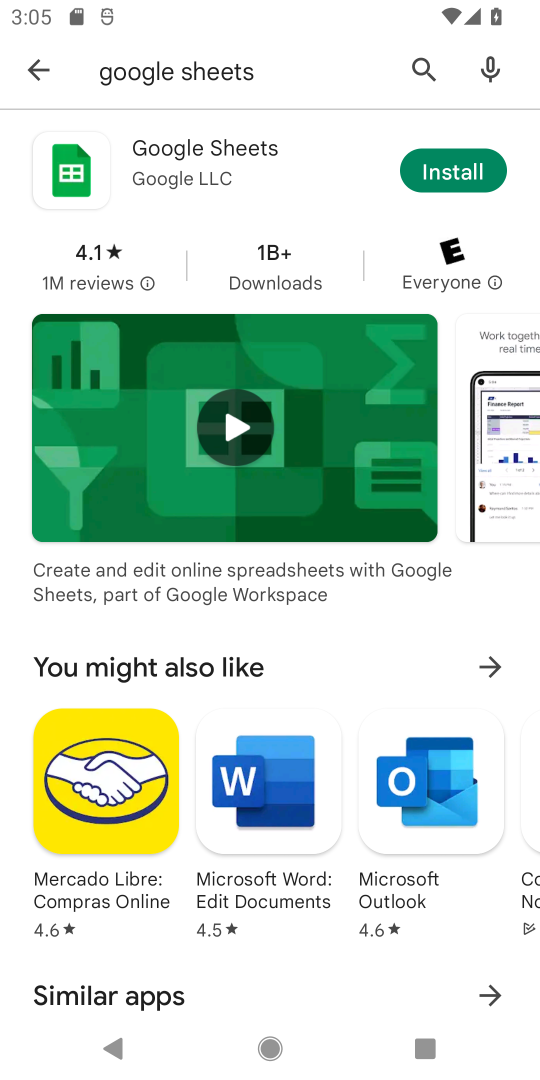 3:05
google sheets
Google Sheets
Google LLC
Install
4.1★
1M reviews
1B+
Downloads
E
Everyone
Work togeth
real time
Finance Report
Create and edit online spreadsheets with Google
Sheets, part of Google Workspace
You might also like
W
O
Mercado Libre:
Compras Online
4.6★
Microsoft Word:
Edit Documents
4.5★
Microsoft
Outlook
4.6★
Co
No
Similar apps